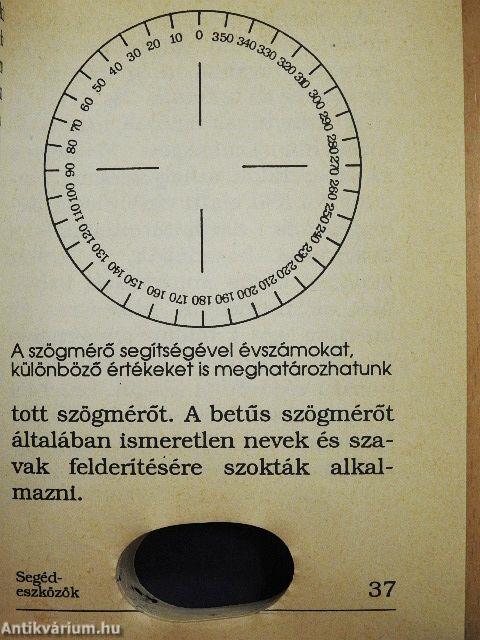 0 350 340 330 320 310 300 290 280 270 260 250 240 230 220 210 200 190 180 170 160 150 140 130 120 110 100 90 80 70 60 50 40 30 20 10
A szögmérő segítségével évszámokat,
különböző értékeket is meghatározhatunk
tott szögmérőt. A betűs szögmérőt
általában ismeretlen nevek és sza-
vak felderítésére szokták alkal-
mazni.
Segéd-
eszközök
37
Antikvárium.hu